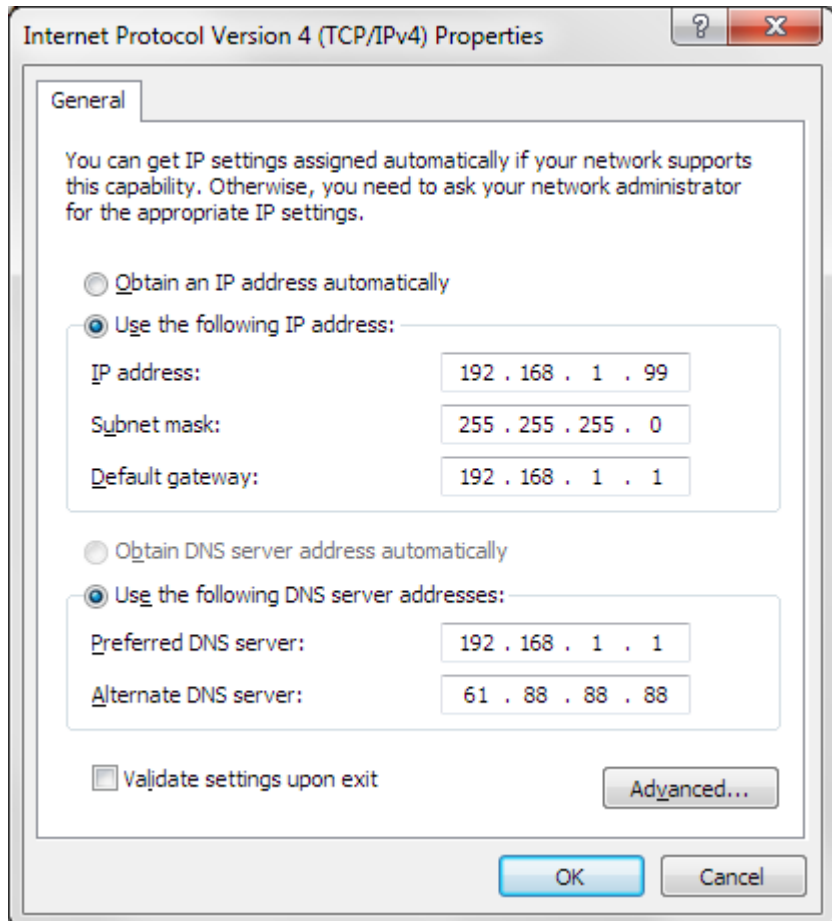 Internet Protocol Version 4 (TCP/IPv4) Properties
General
You can get IP settings assigned automatically if your network supports
this capability. Otherwise, you need to ask your network administrator
for the appropriate IP settings.
Obtain an IP address automatically
Use the following IP address:
IP address: 192 . 168 . 1 . 99
Subnet mask: 255 . 255 . 255 . 0
Default gateway: 192 . 168 . 1 . 1
Obtain DNS server address automatically
Use the following DNS server addresses:
Preferred DNS server: 192 . 168 . 1 . 1
Alternate DNS server: 61 . 88 . 88 . 88
Validate settings upon exit
Advanced...
OK Cancel